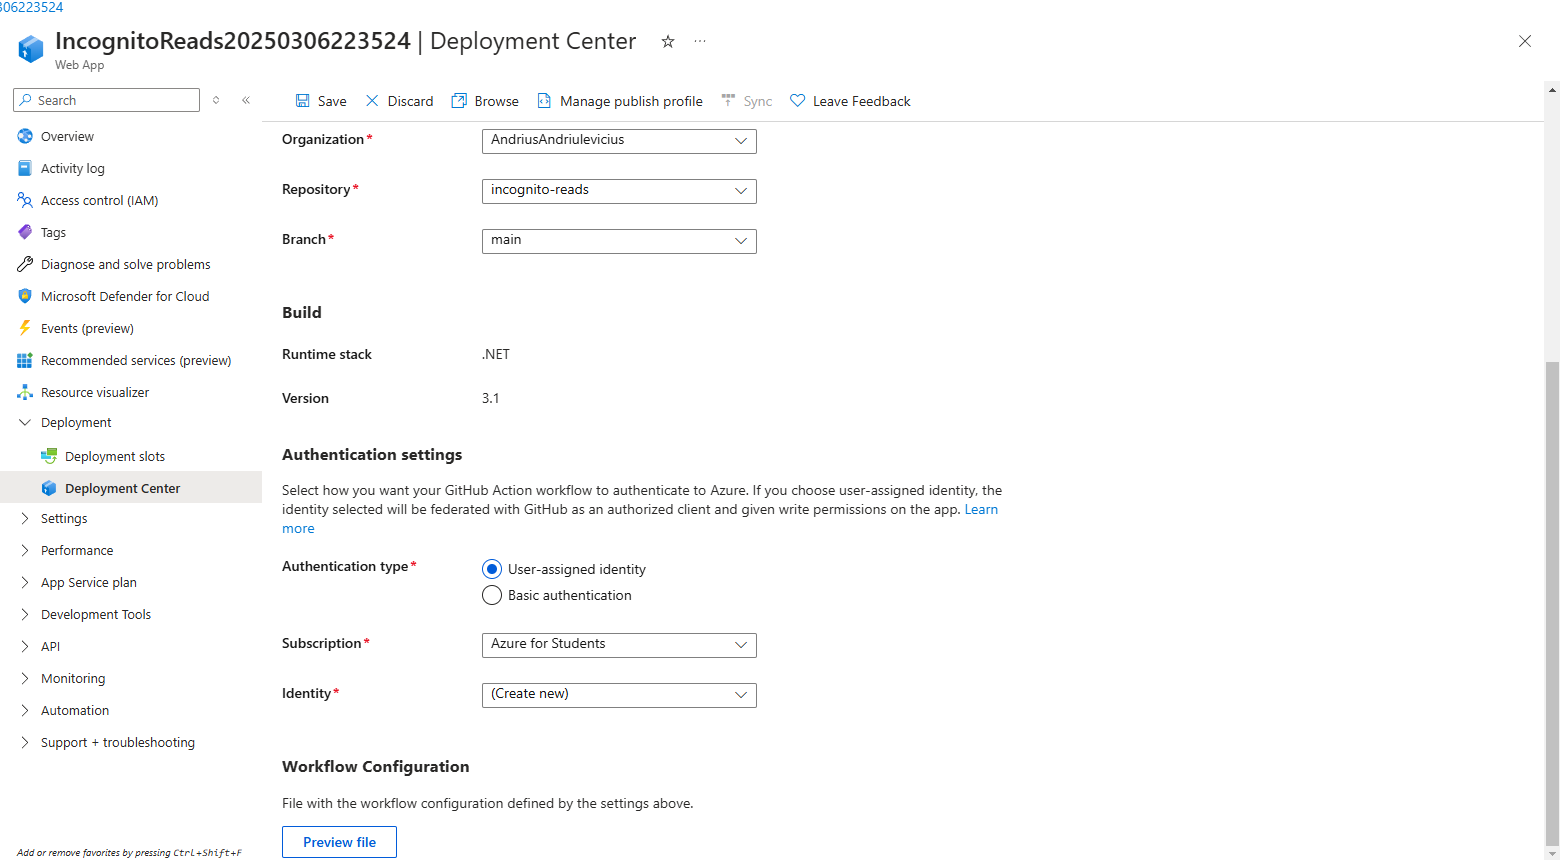 306223524
IncognitoReads20250306223524 | Deployment Center
Web App
Search
Save
Discard
Browse
Manage publish profile
Sync
Leave Feedback
Overview
Activity log
Access control (IAM)
Tags
Diagnose and solve problems
Microsoft Defender for Cloud
Events (preview)
Recommended services (preview)
Resource visualizer
Deployment
Deployment slots
Deployment Center
Settings
Performance
App Service plan
Development Tools
API
Monitoring
Automation
Support + troubleshooting
Add or remove favorites by pressing Ctrl+Shift+F
Organization* AndriusAndriulevicius
Repository* incognito-reads
Branch* main
Build
Runtime stack .NET
Version 3.1
Authentication settings
Select how you want your GitHub Action workflow to authenticate to Azure. If you choose user-assigned identity, the
identity selected will be federated with GitHub as an authorized client and given write permissions on the app. Learn
more
Authentication type* User-assigned identity
Basic authentication
Subscription* Azure for Students
Identity* (Create new)
Workflow Configuration
File with the workflow configuration defined by the settings above.
Preview file